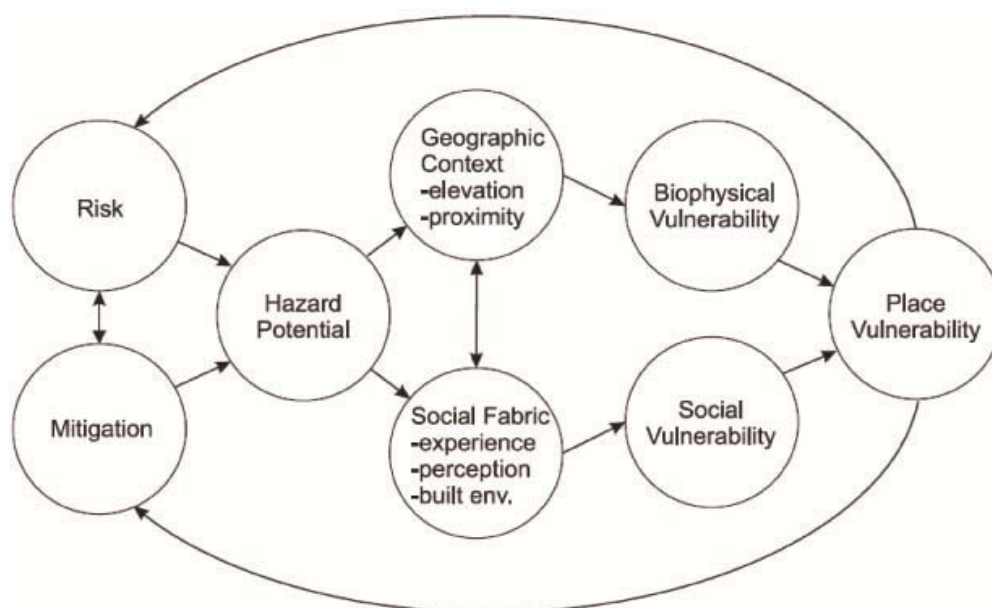 Risk
Mitigation
Hazard
Potential
Geographic
Context
-elevation
-proximity
Social Fabric
-experience
-perception
-built env.
Biophysical
Vulnerability
Social
Vulnerability
Place
Vulnerability